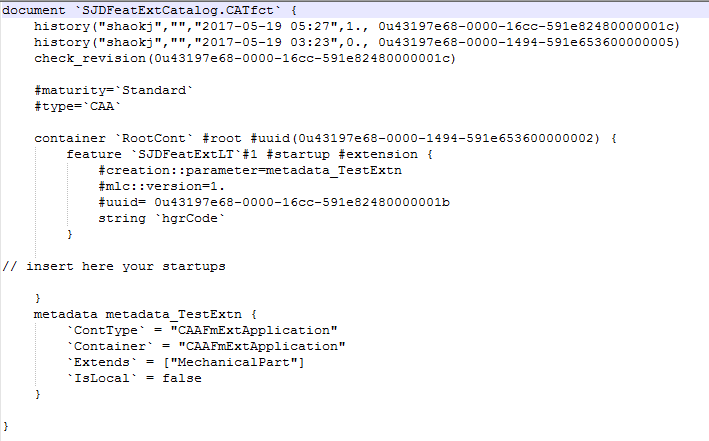 document `SJDFeatExtCatalog.CATfct` {
history("shaokj","","2017-05-19 05:27",1., 0u43197e68-0000-16cc-591e82480000001c)
history("shaokj","","2017-05-19 03:23",0., 0u43197e68-0000-1494-591e653600000005)
check_revision(0u43197e68-0000-16cc-591e82480000001c)
#maturity=`Standard`
#type=`CAA`
container `RootCont` #root #uuid(0u43197e68-0000-1494-591e653600000002) {
feature `SJDFeatExtLT`#1 #startup #extension {
#creation::parameter=metadata_TestExtn
#mlc::version=1.
#uuid= 0u43197e68-0000-16cc-591e82480000001b
string `hgrCode`
}
// insert here your startups
}
metadata metadata_TestExtn {
`ContType` = "CAAFmExtApplication"
`Container` = "CAAFmExtApplication"
`Extends` = ["MechanicalPart"]
`IsLocal` = false
}
}